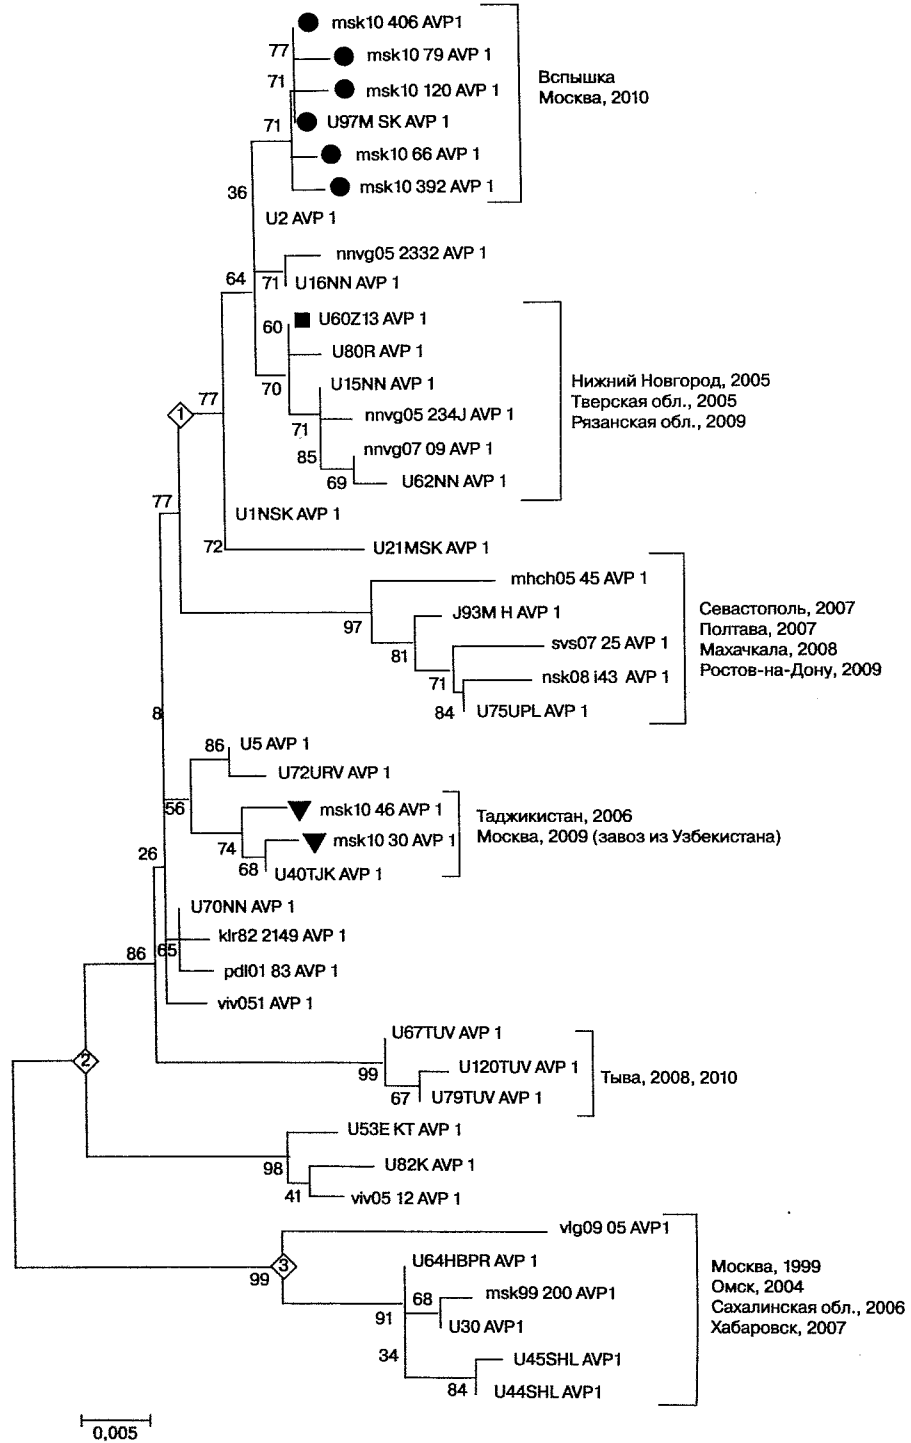 msk10 406 AVP1
77
msk10 79 AVP 1
71
msk10 120 AVP 1
Вспышка
Москва, 2010
71
U97M SK AVP 1
msk10 66 AVP 1
msk10 392 AVP 1
36
U2 AVP 1
nnvg05 2332 AVP 1
64
71
U16NN AVP 1
60
U60Z13 AVP 1
U80R AVP 1
70
U15NN AVP 1
Нижний Новгород, 2005
Тверская обл., 2005
Рязанская обл., 2009
77
1
nnvg05 234J AVP 1
71
nnvg07 09 AVP 1
85
69
U62NN AVP 1
77
U1NSK AVP 1
72
U21MSK AVP 1
mhch05 45 AVP 1
J93M H AVP 1
97
Севастополь, 2007
Полтава, 2007
Махачкала, 2008
Ростов-на-Дону, 2009
svs07 25 AVP 1
81
71
nsk08 i43 AVP 1
84
U75UPL AVP 1
8
86
U5 AVP 1
U72URV AVP 1
56
msk10 46 AVP 1
Таджикистан, 2006
Москва, 2009 (завоз из Узбекистана)
74
msk10 30 AVP 1
26
68
U40TJK AVP 1
U70NN AVP 1
klr82 2149 AVP 1
86
65
pdl01 83 AVP 1
viv051 AVP 1
U67TUV AVP 1
2
99
U120TUV AVP 1
Тыва, 2008, 2010
67
U79TUV AVP 1
U53E KT AVP 1
98
U82K AVP 1
41
viv05 12 AVP 1
vlg09 05 AVP1
3
99
U64HBPR AVP 1
Москва, 1999
Омск, 2004
Сахалинская обл., 2006
Хабаровск, 2007
68
msk99 200 AVP1
91
U30 AVP1
34
U45SHL AVP1
84
U44SHL AVP1
0,005